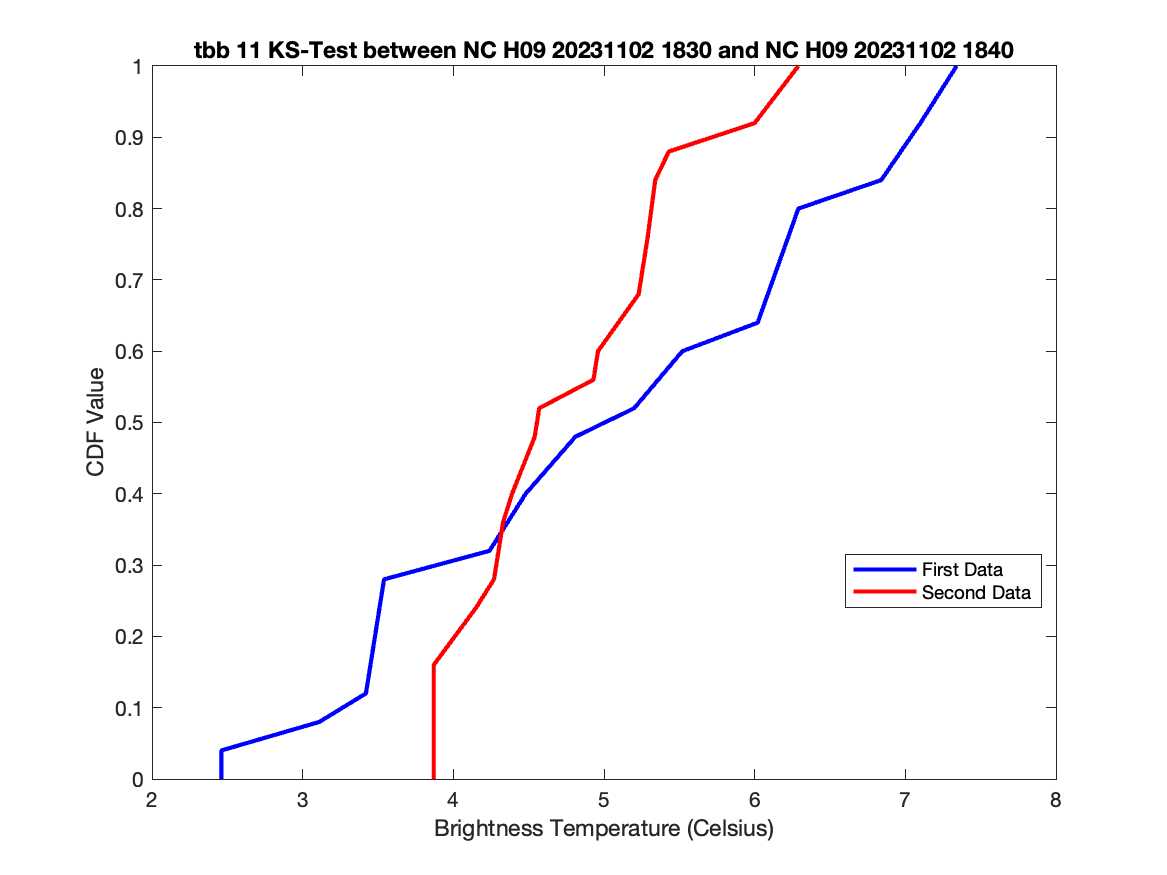 tbb 11 KS-Test between NC H09 20231102 1830 and NC H09 20231102 1840
1
0.9
0.8
0.7
0.6
0.5
0.4
0.3
0.2
0.1
0
CDF Value
First Data
Second Data
2 3 4 5 6 7 8
Brightness Temperature (Celsius)